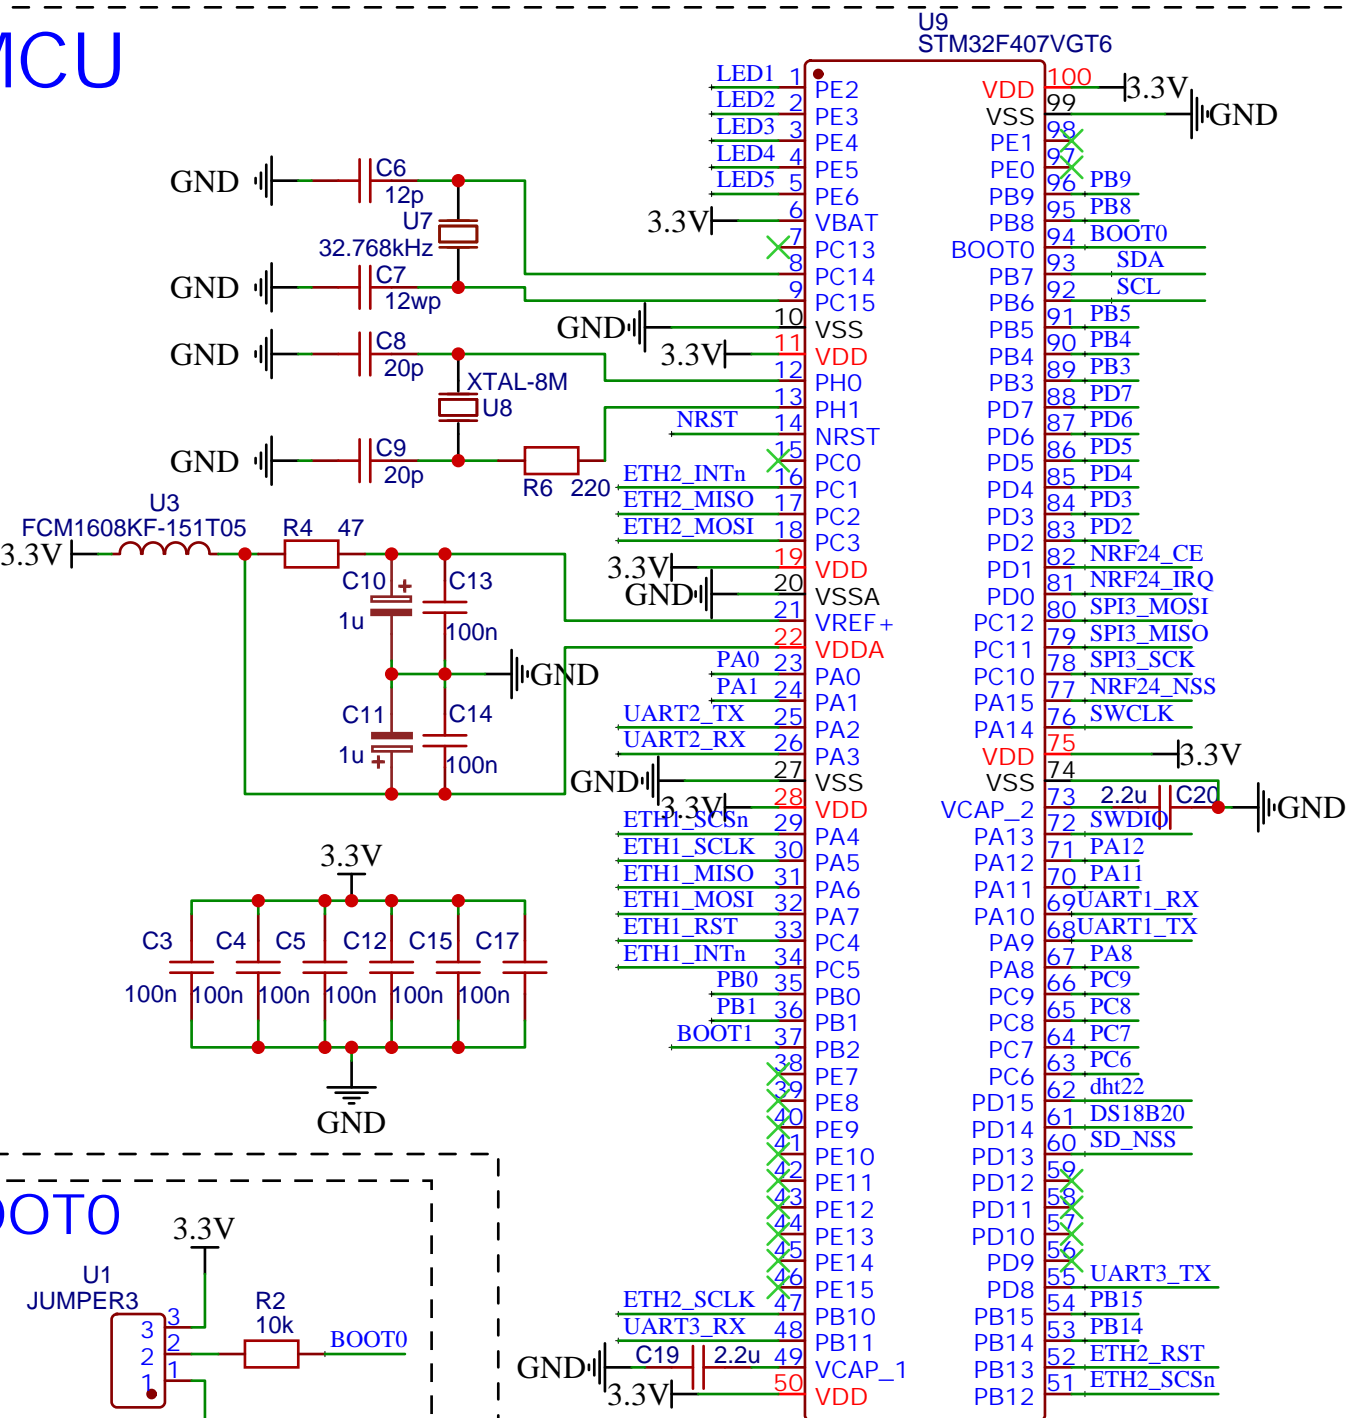 MCU
U9
STM32F407VGT6
LED1 1 PE2
LED2 2 PE3
LED3 3 PE4
LED4 4 PE5
LED5 5 PE6
3.3V 6 VBAT
7 PC13
8 PC14
9 PC15
GND 10 VSS
3.3V 11 VDD
12 PH0
13 PH1
NRST 14 NRST
15 PC0
ETH2_INTn 16 PC1
ETH2_MISO 17 PC2
ETH2_MOSI 18 PC3
3.3V 19 VDD
GND 20 VSSA
21 VREF+
22 VDDA
PA0 23 PA0
PA1 24 PA1
UART2_TX 25 PA2
UART2_RX 26 PA3
GND 27 VSS
3.3V 28 VDD
ETH1_SCSn 29 PA4
ETH1_SCLK 30 PA5
ETH1_MISO 31 PA6
ETH1_MOSI 32 PA7
ETH1_RST 33 PC4
ETH1_INTn 34 PC5
PB0 35 PB0
PB1 36 PB1
BOOT1 37 PB2
38 PE7
39 PE8
40 PE9
41 PE10
42 PE11
43 PE12
44 PE13
45 PE14
46 PE15
ETH2_SCLK 47 PB10
UART3_RX 48 PB11
GND C19 2.2u 49 VCAP_1
3.3V 50 VDD
VDD 100 3.3V
VSS 99 GND
PE1 98
PE0 97
PB9 96 PB9
PB8 95 PB8
BOOT0 94 BOOT0
PB7 93 SDA
PB6 92 SCL
PB5 91 PB5
PB4 90 PB4
PB3 89 PB3
PD7 88 PD7
PD6 87 PD6
PD5 86 PD5
PD4 85 PD4
PD3 84 PD3
PD2 83 PD2
PD1 82 NRF24_CE
PD0 81 NRF24_IRQ
PC12 80 SPI3_MOSI
PC11 79 SPI3_MISO
PC10 78 SPI3_SCK
PA15 77 NRF24_NSS
PA14 76 SWCLK
VDD 75 3.3V
VSS 74
VCAP_2 73 2.2u C20 GND
PA13 72 SWDIO
PA12 71 PA12
PA11 70 PA11
PA10 69 UART1_RX
PA9 68 UART1_TX
PA8 67 PA8
PC9 66 PC9
PC8 65 PC8
PC7 64 PC7
PC6 63 PC6
PD15 62 dht22
PD14 61 DS18B20
PD13 60 SD_NSS
PD12 59
PD11 58
PD10 57
PD9 56
PD8 55 UART3_TX
PB15 54 PB15
PB14 53 PB14
PB13 52 ETH2_RST
PB12 51 ETH2_SCSn
GND C6
12p
U7
32.768kHz
GND C7
12wp
GND C8
20p
XTAL-8M
U8
GND C9
20p
R6 220
U3
FCM1608KF-151T05
3.3V
R4 47
C10 + C13
1u 100n
GND
C11 C14
1u + 100n
3.3V
C3 C4 C5 C12 C15 C17
100n 100n 100n 100n 100n 100n
GND
OOT0
3.3V
U1
JUMPER3
3 3
2 2
1 1
R2
10k
BOOT0